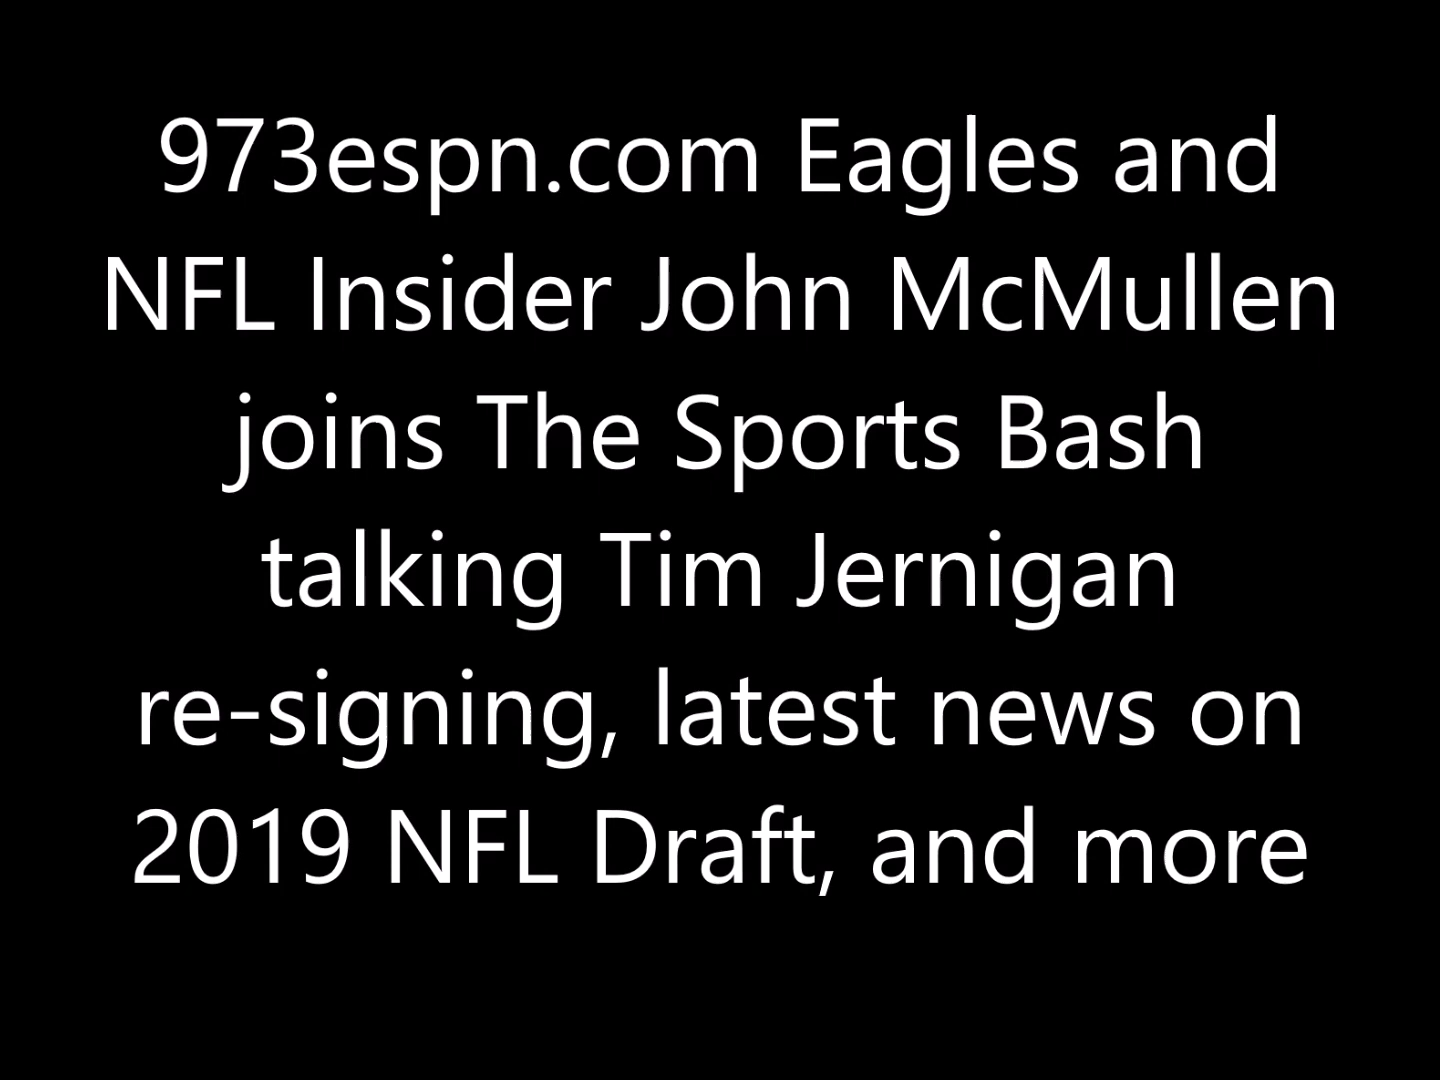 973espn.com Eagles and
NFL Insider John McMullen
joins The Sports Bash
talking Tim Jernigan
re-signing, latest news on
2019 NFL Draft, and more